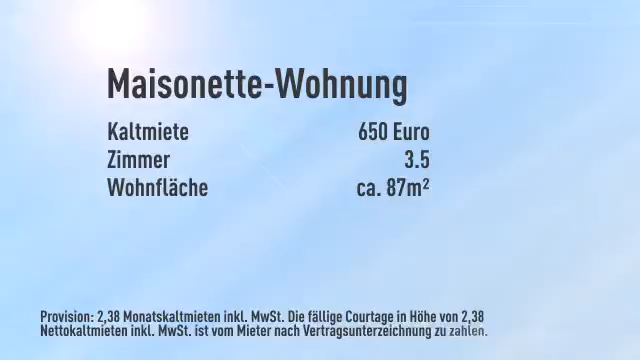 Maisonette-Wohnung
Kaltmiete 650 Euro
Zimmer 3.5
Wohnfläche ca. 87m²
Provision: 2,38 Monatskaltmieten inkl. MwSt. Die fällige Courtage in Höhe von 2,38
Nettokaltmieten inkl. MwSt. ist vom Mieter nach Vertragsunterzeichnung zu zahlen.